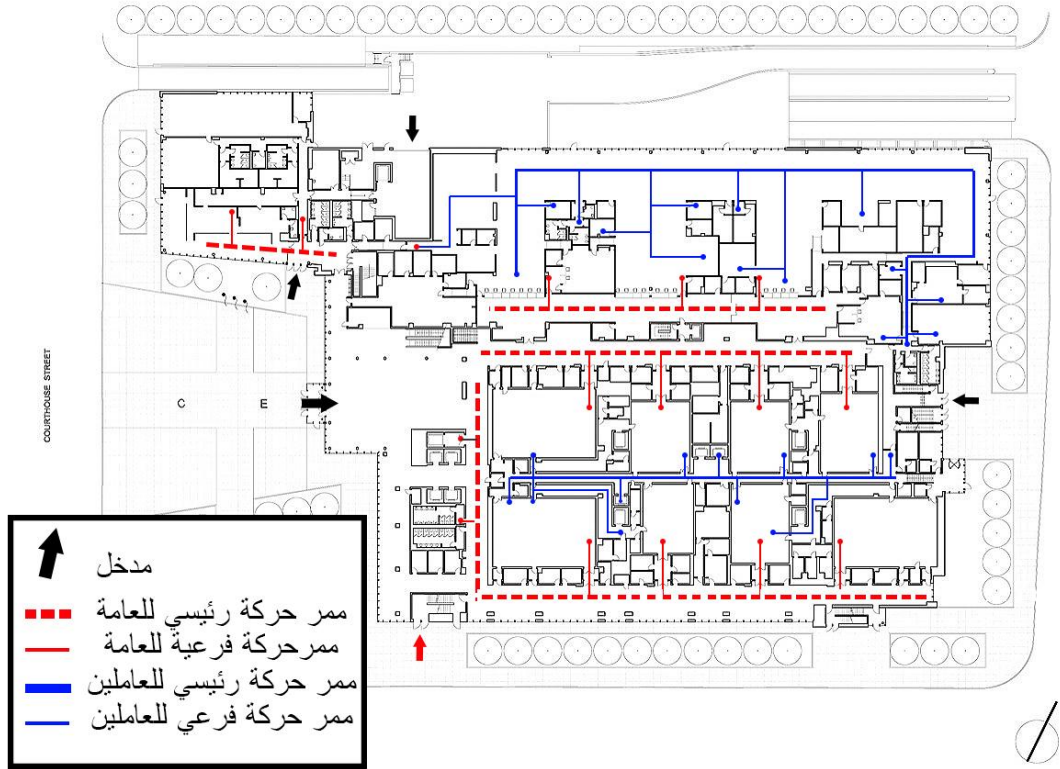 COURTHOUSE STREET
C E
مدخل
ممر حركة رئيسي للعامة
ممرحركة فرعية للعامة
ممر حركة رئيسي للعاملين
ممر حركة فرعي للعاملين